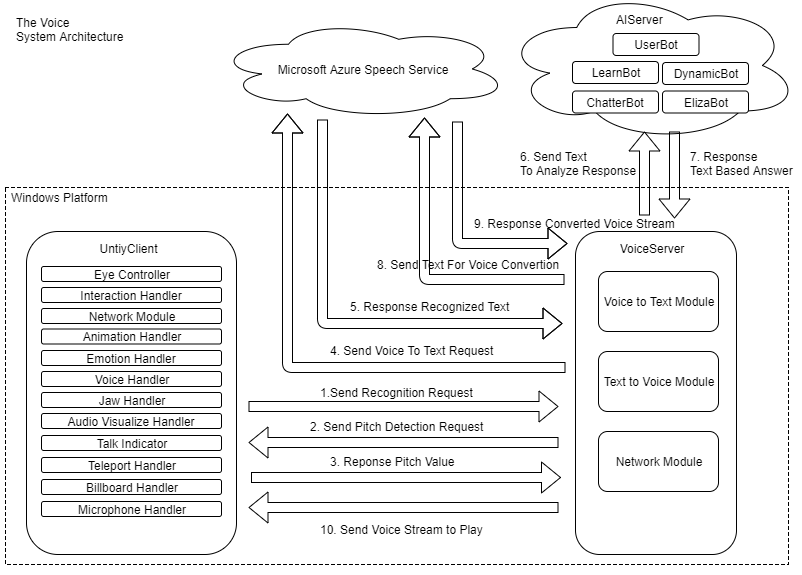 The Voice
System Architecture
Microsoft Azure Speech Service
AIServer
UserBot
LearnBot
DynamicBot
ChatterBot
ElizaBot
6. Send Text
To Analyze Response
7. Response
Text Based Answer
Windows Platform
UntiyClient
Eye Controller
Interaction Handler
Network Module
Animation Handler
Emotion Handler
Voice Handler
Jaw Handler
Audio Visualize Handler
Talk Indicator
Teleport Handler
Billboard Handler
Microphone Handler
9. Response Converted Voice Stream
8. Send Text For Voice Convertion
5. Response Recognized Text
4. Send Voice To Text Request
1.Send Recognition Request
2. Send Pitch Detection Request
3. Reponse Pitch Value
10. Send Voice Stream to Play
VoiceServer
Voice to Text Module
Text to Voice Module
Network Module